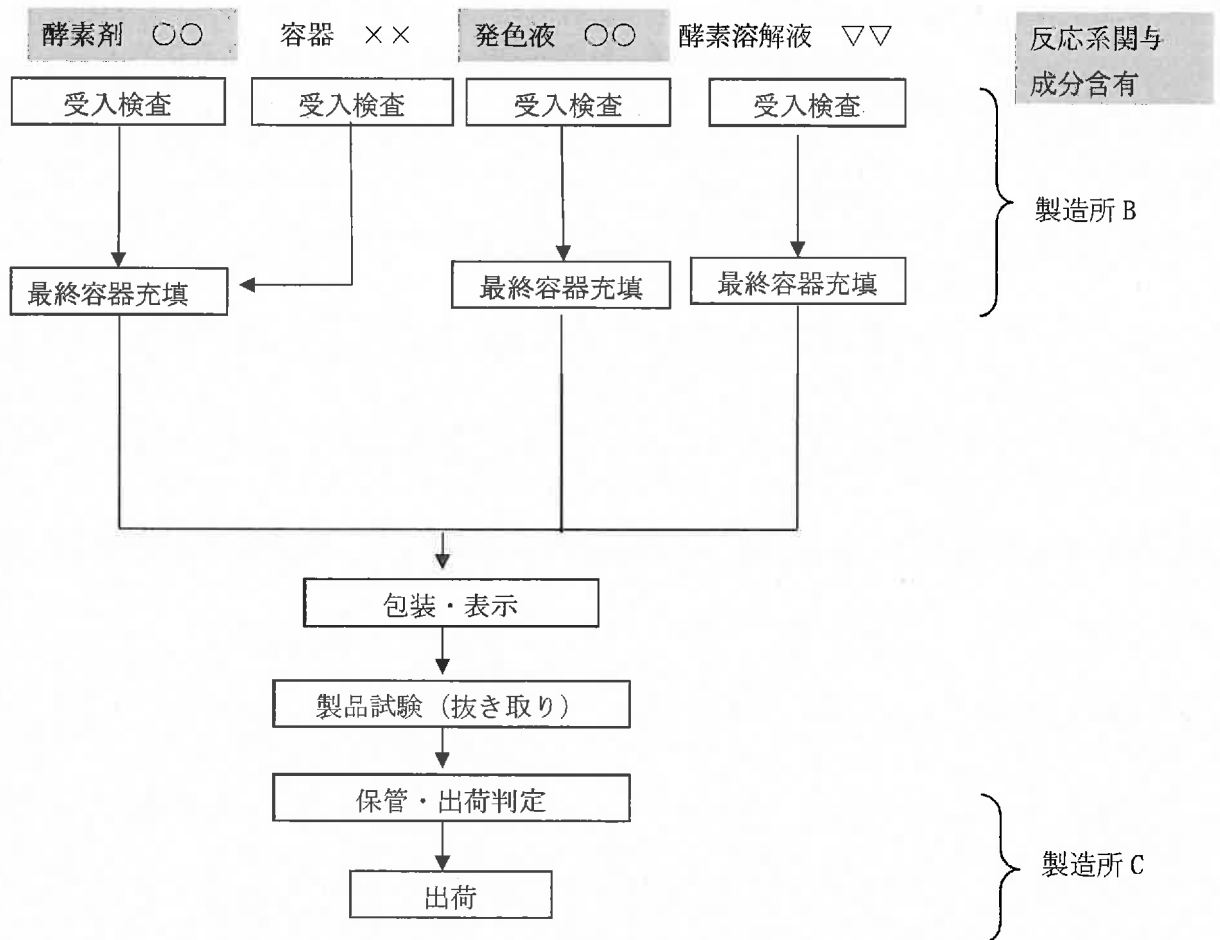 酵素剤 ○○
容器 ××
発色液 ○○
酵素溶解液 ▽▽
反応系関与
成分含有
受入検査
受入検査
受入検査
受入検査
製造所 B
最終容器充填
最終容器充填
最終容器充填
包装・表示
製品試験（抜き取り）
保管・出荷判定
製造所 C
出荷